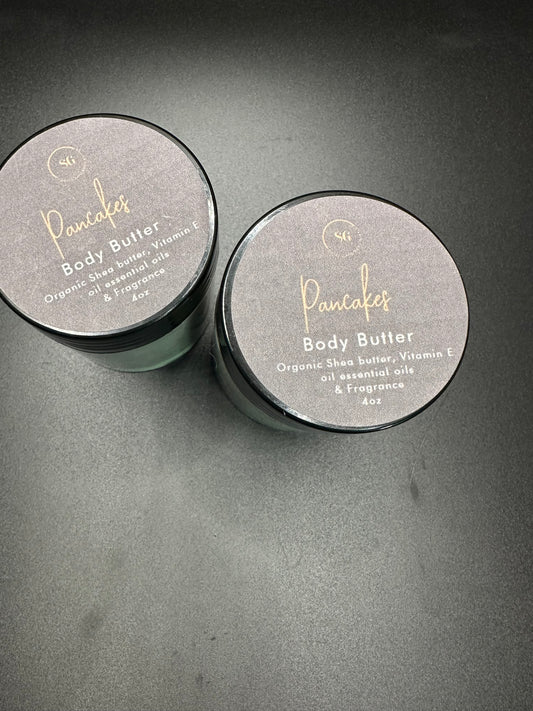 SG
Pancakes
Body Butter
Organic Shea butter, Vitamin E
oil essential oils
& Fragrance
4oz
SG
Pancakes
Body Butter
Organic Shea butter, Vitamin E
oil essential oils
& Fragrance
4oz